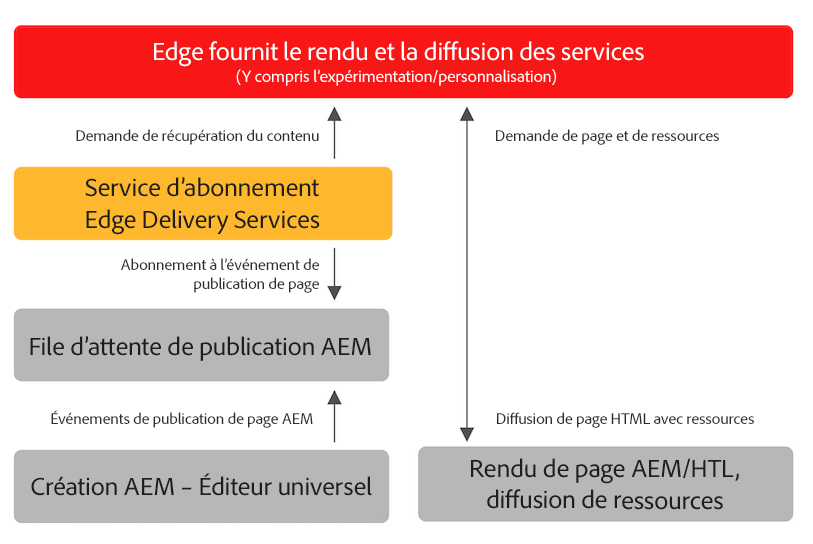 Edge fournit le rendu et la diffusion des services
(Y compris l'expérimentation/personnalisation)
Demande de récupération du contenu
Demande de page et de ressources
Service d'abonnement
Edge Delivery Services
Abonnement à l'événement de
publication de page
File d'attente de publication AEM
Événements de publication de page AEM
Diffusion de page HTML avec ressources
Création AEM – Éditeur universel
Rendu de page AEM/HTL,
diffusion de ressources